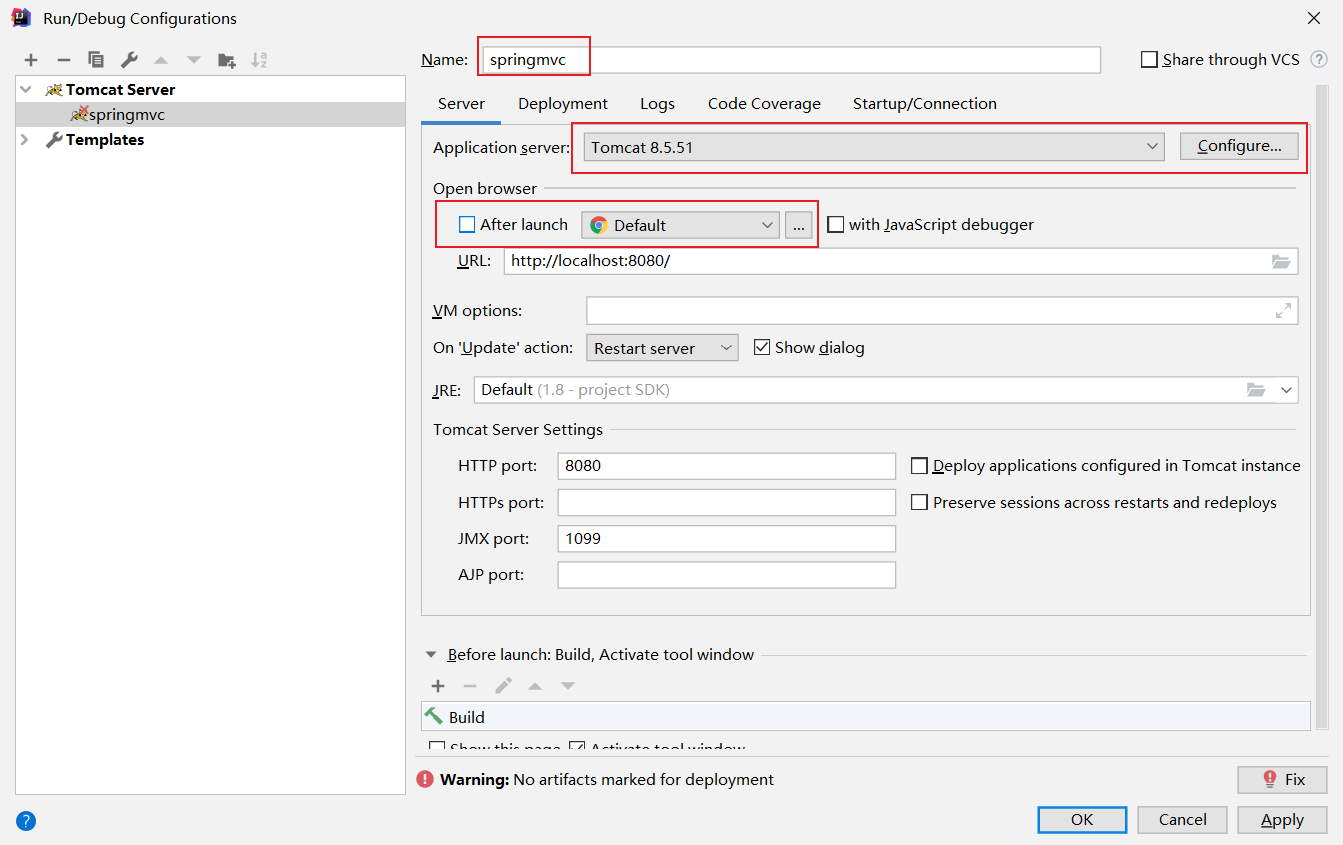 Run/Debug Configurations
Name: springmvc
Share through VCS ?
Tomcat Server
springmvc
Templates
Server Deployment Logs Code Coverage Startup/Connection
Application server: Tomcat 8.5.51 Configure...
Open browser
After launch Default ... with JavaScript debugger
URL: http://localhost:8080/
VM options:
On 'Update' action: Restart server Show dialog
JRE: Default (1.8 - project SDK)
Tomcat Server Settings
HTTP port: 8080 Deploy applications configured in Tomcat instance
HTTPs port: Preserve sessions across restarts and redeploys
JMX port: 1099
AJP port:
Before launch: Build, Activate tool window
Build
Show this page Activate tool window
Warning: No artifacts marked for deployment Fix
? OK Cancel Apply